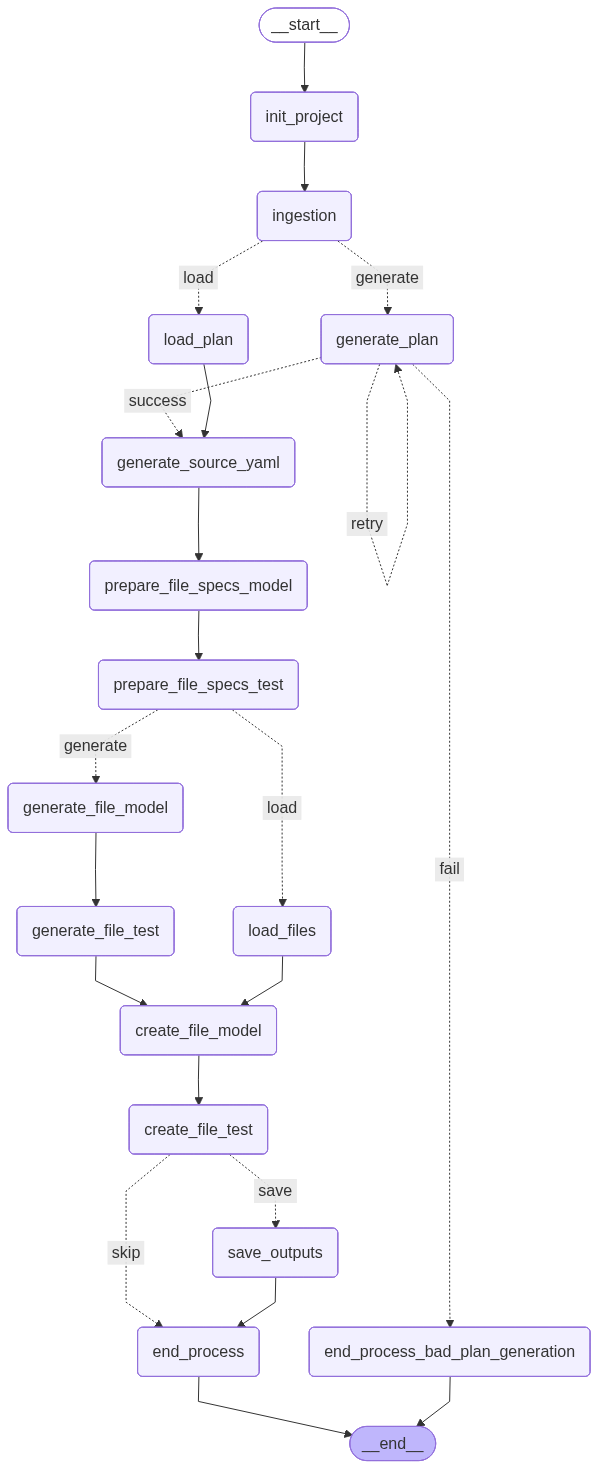 __start__
init_project
ingestion
load
generate
load_plan
generate_plan
success
generate_source_yaml
retry
prepare_file_specs_model
prepare_file_specs_test
generate
generate_file_model
load
fail
generate_file_test
load_files
create_file_model
create_file_test
save
skip
save_outputs
end_process
end_process_bad_plan_generation
__end__